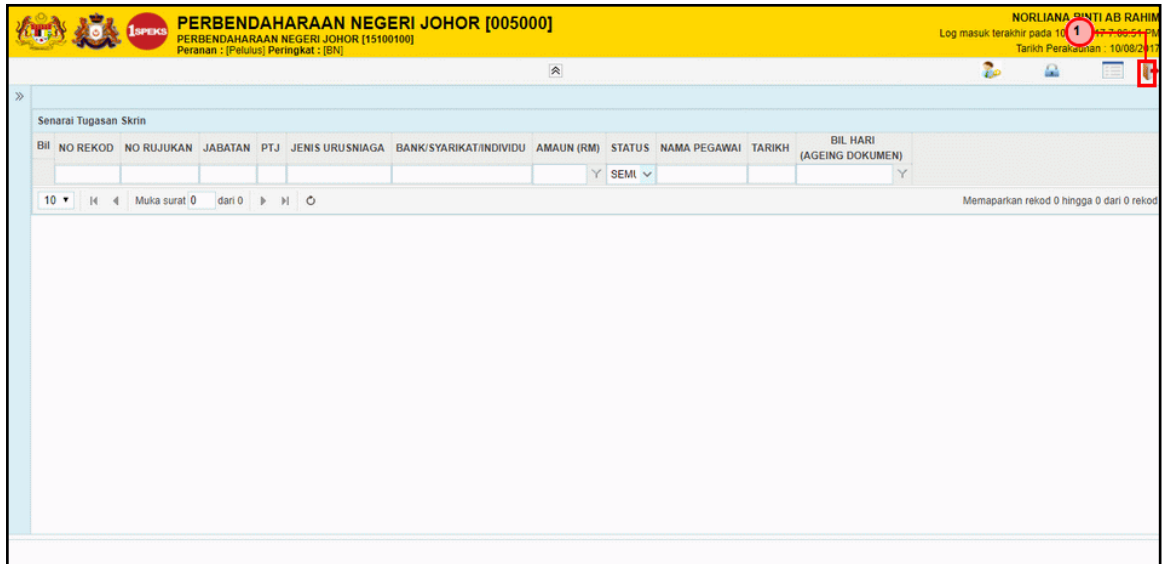 1SPEKS
PERBENDAHARAAN NEGERI JOHOR [005000]
PERBENDAHARAAN NEGERI JOHOR [15100100]
Peranan : [Pelulus] Peringkat : [BN]
NORLIANA BINTI AB RAHIM
Log masuk terakhir pada 10 PM
Tarikh Perakaunan : 10/08/2017
1
Senarai Tugasan Skrin
Bil NO REKOD NO RUJUKAN JABATAN PTJ JENIS URUSNIAGA BANK/SYARIKAT/INDIVIDU AMAUN (RM) STATUS NAMA PEGAWAI TARIKH BIL HARI
(AGEING DOKUMEN)
SEMU
10 Muka surat 0 dari 0 Memaparkan rekod 0 hingga 0 dari 0 rekod